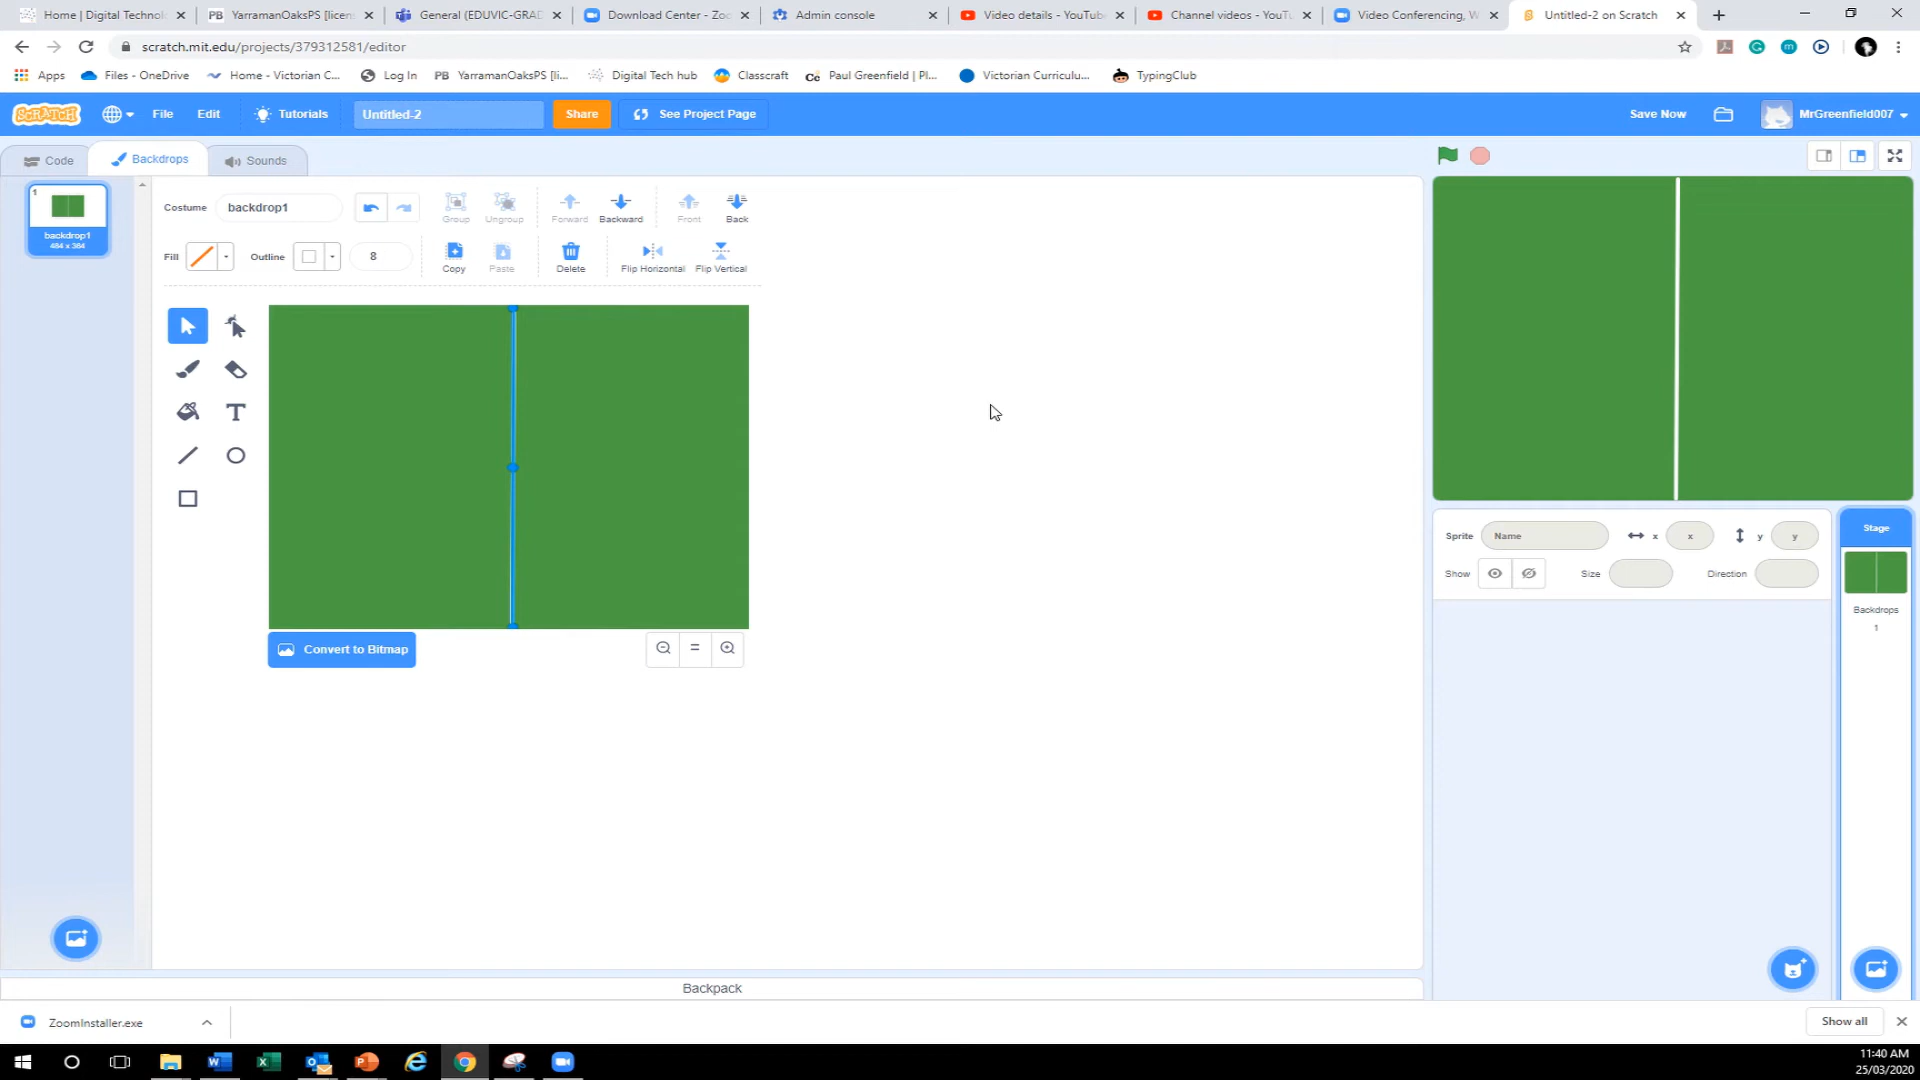 Home | Digital Technol
YarramanOaksPS [licen
General (EDUVIC-GRAD
Download Center - Zoo
Admin console
Video details - YouTube
Channel videos - YouTu
Video Conferencing, W
Untitled-2 on Scratch
scratch.mit.edu/projects/379312581/editor
Apps
Files - OneDrive
Home - Victorian C...
Log In
YarramanOaksPS [li...
Digital Tech hub
Classcraft
Paul Greenfield | Pl...
Victorian Curriculu...
TypingClub
SCRATCH
File
Edit
Tutorials
Untitled-2
Share
See Project Page
Save Now
MrGreenfield007
Code
Backdrops
Sounds
1
backdrop1
484 x 364
Costume
backdrop1
Group
Ungroup
Forward
Backward
Front
Back
Fill
Outline
8
Copy
Paste
Delete
Flip Horizontal
Flip Vertical
T
Convert to Bitmap
Sprite
Name
x
x
y
y
Show
Size
Direction
Stage
Backdrops
1
Backpack
ZoomInstaller.exe
Show all
11:40 AM
25/03/2020